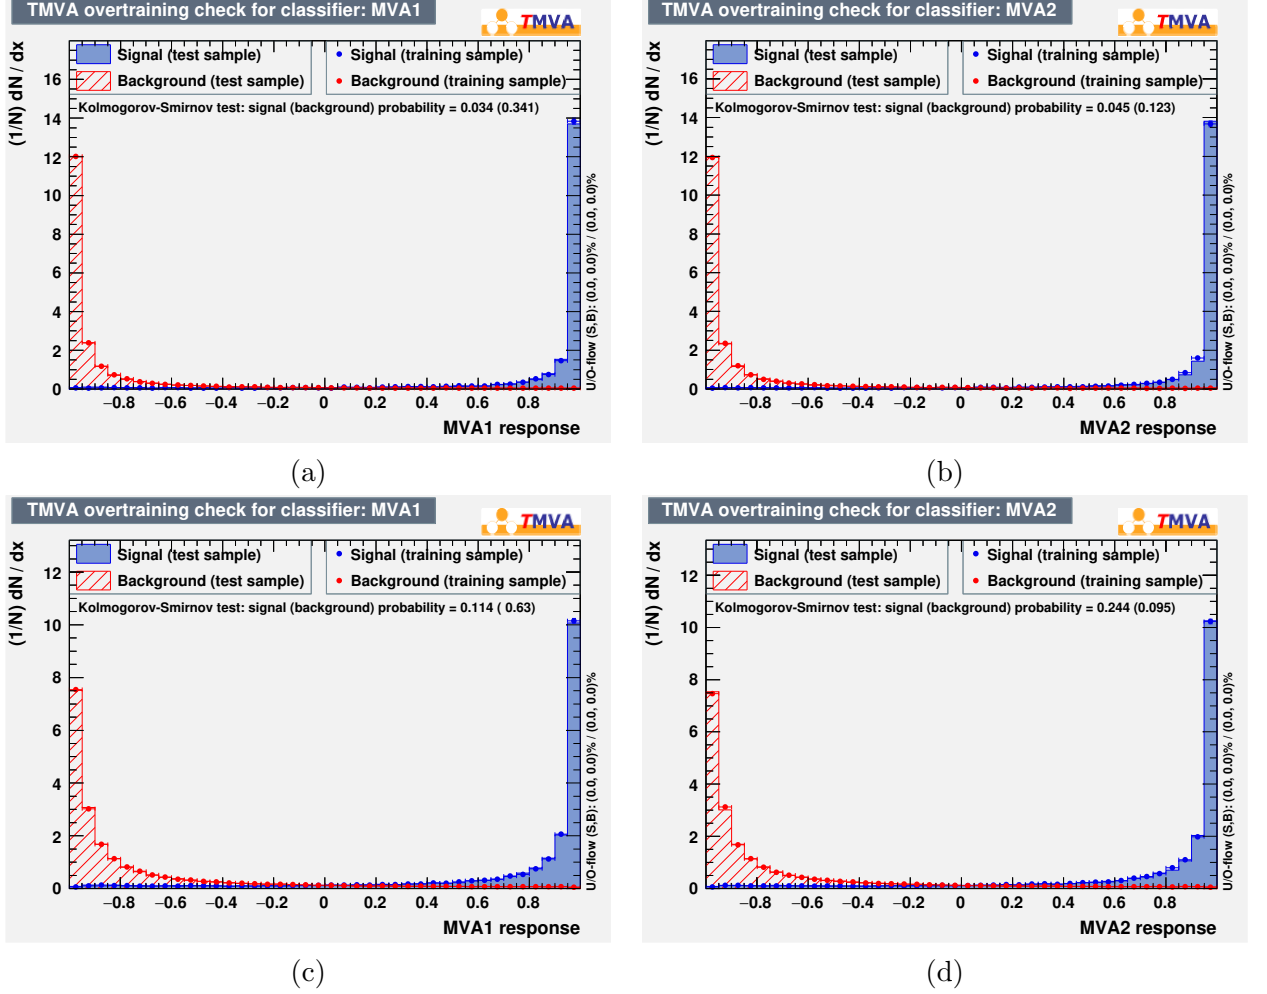 TMVA overtraining check for classifier: MVA1
TMVA
(1/N) dN / dx
Signal (test sample)
Background (test sample)
Signal (training sample)
Background (training sample)
Kolmogorov-Smirnov test: signal (background) probability = 0.034 (0.341)
16
14
12
10
8
6
4
2
0
−0.8 −0.6 −0.4 −0.2 0 0.2 0.4 0.6 0.8
MVA1 response
U/O-flow (S,B): (0.0, 0.0)% / (0.0, 0.0)%
(a)
TMVA overtraining check for classifier: MVA2
TMVA
(1/N) dN / dx
Signal (test sample)
Background (test sample)
Signal (training sample)
Background (training sample)
Kolmogorov-Smirnov test: signal (background) probability = 0.045 (0.123)
16
14
12
10
8
6
4
2
0
−0.8 −0.6 −0.4 −0.2 0 0.2 0.4 0.6 0.8
MVA2 response
U/O-flow (S,B): (0.0, 0.0)% / (0.0, 0.0)%
(b)
TMVA overtraining check for classifier: MVA1
TMVA
(1/N) dN / dx
Signal (test sample)
Background (test sample)
Signal (training sample)
Background (training sample)
Kolmogorov-Smirnov test: signal (background) probability = 0.114 ( 0.63)
12
10
8
6
4
2
0
−0.8 −0.6 −0.4 −0.2 0 0.2 0.4 0.6 0.8
MVA1 response
U/O-flow (S,B): (0.0, 0.0)% / (0.0, 0.0)%
(c)
TMVA overtraining check for classifier: MVA2
TMVA
(1/N) dN / dx
Signal (test sample)
Background (test sample)
Signal (training sample)
Background (training sample)
Kolmogorov-Smirnov test: signal (background) probability = 0.244 (0.095)
12
10
8
6
4
2
0
−0.8 −0.6 −0.4 −0.2 0 0.2 0.4 0.6 0.8
MVA2 response
U/O-flow (S,B): (0.0, 0.0)% / (0.0, 0.0)%
(d)